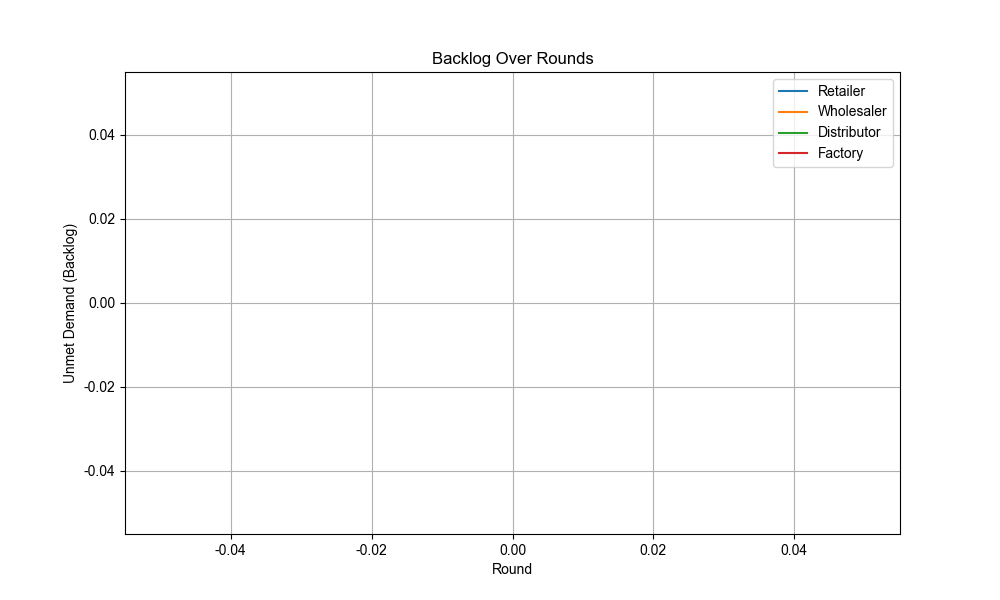 Backlog Over Rounds
Retailer
Wholesaler
Distributor
Factory
Unmet Demand (Backlog)
0.04
0.02
0.00
-0.02
-0.04
-0.04
-0.02
0.00
0.02
0.04
Round